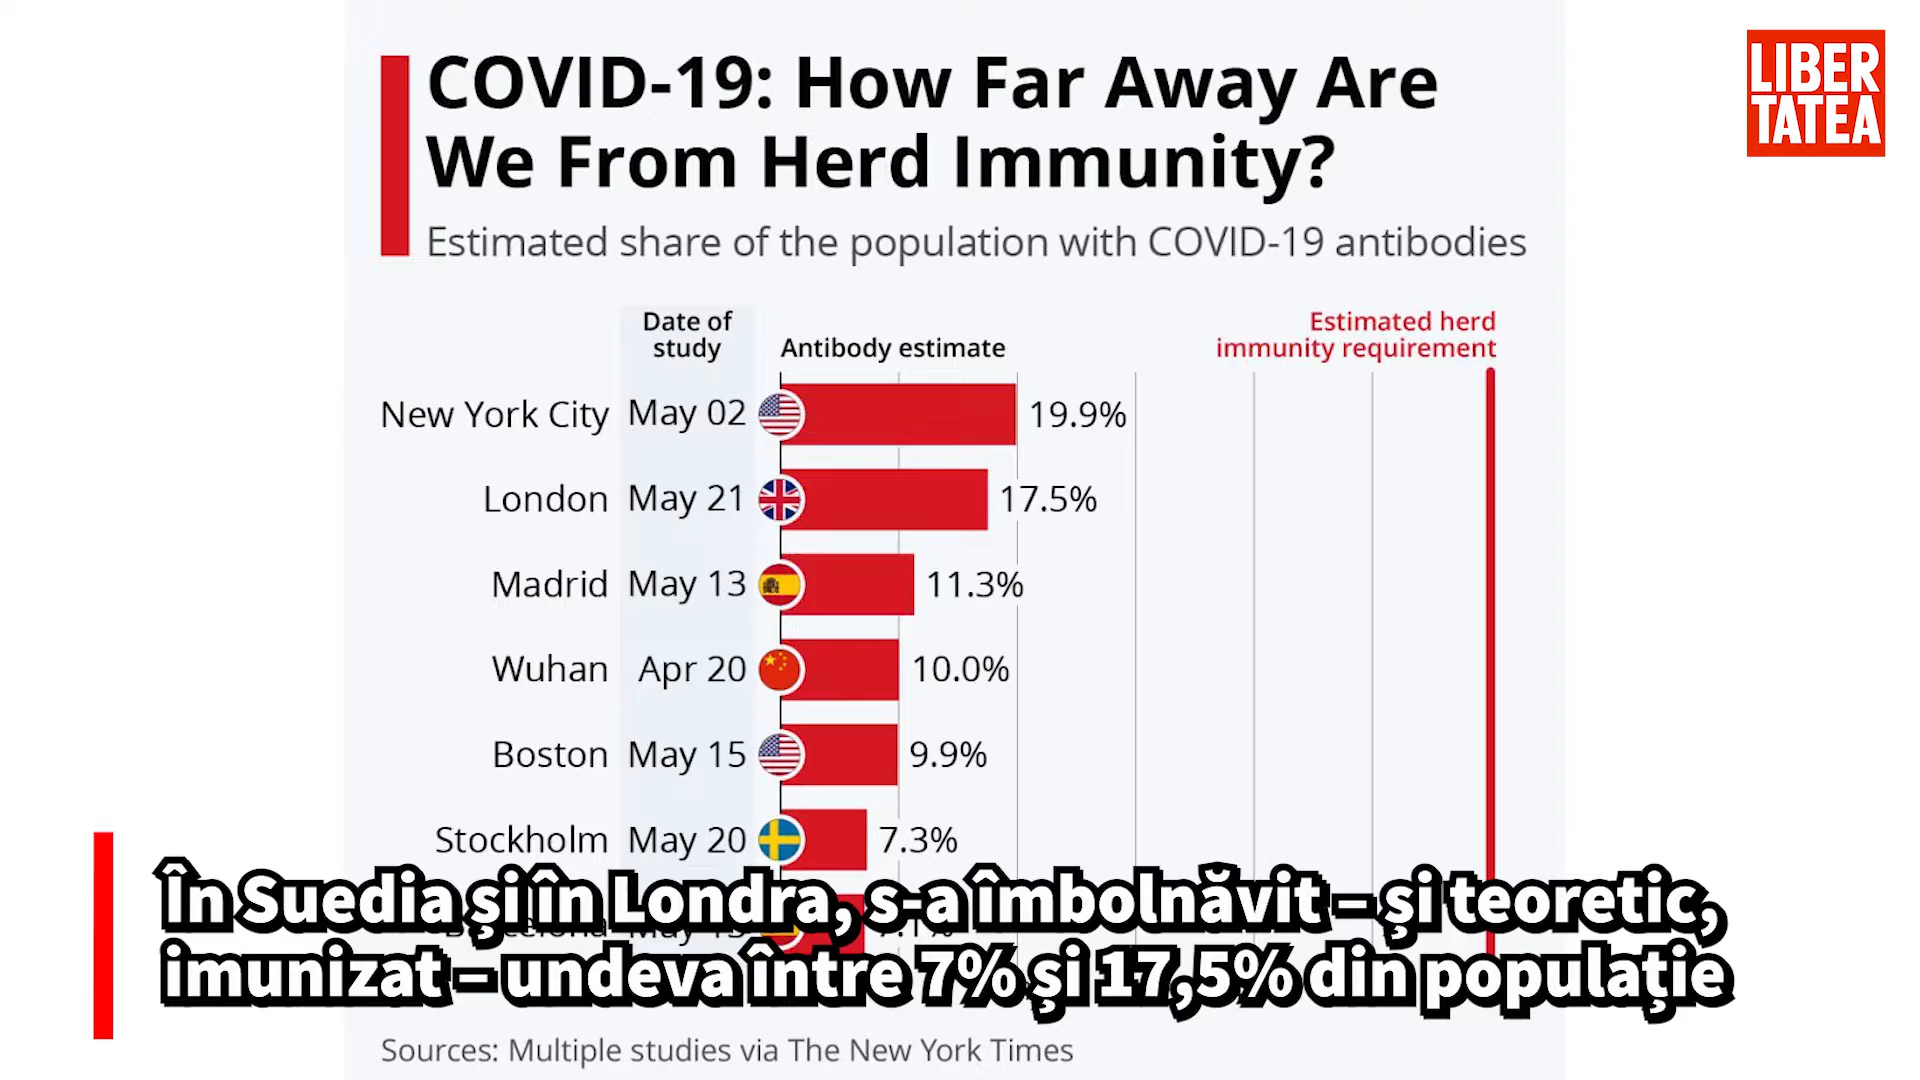 COVID-19: How Far Away Are
We From Herd Immunity?
Estimated share of the population with COVID-19 antibodies
LIBER
TATEA
Date of
study
Antibody estimate
Estimated herd
immunity requirement
New York City May 02 19.9%
London May 21 17.5%
Madrid May 13 11.3%
Wuhan Apr 20 10.0%
Boston May 15 9.9%
Stockholm May 20 7.3%
În Suedia şi în Londra, s-a îmbolnăvit – şi teoretic,
imunizat – undeva între 7% şi 17,5% din populaţie
Sources: Multiple studies via The New York Times